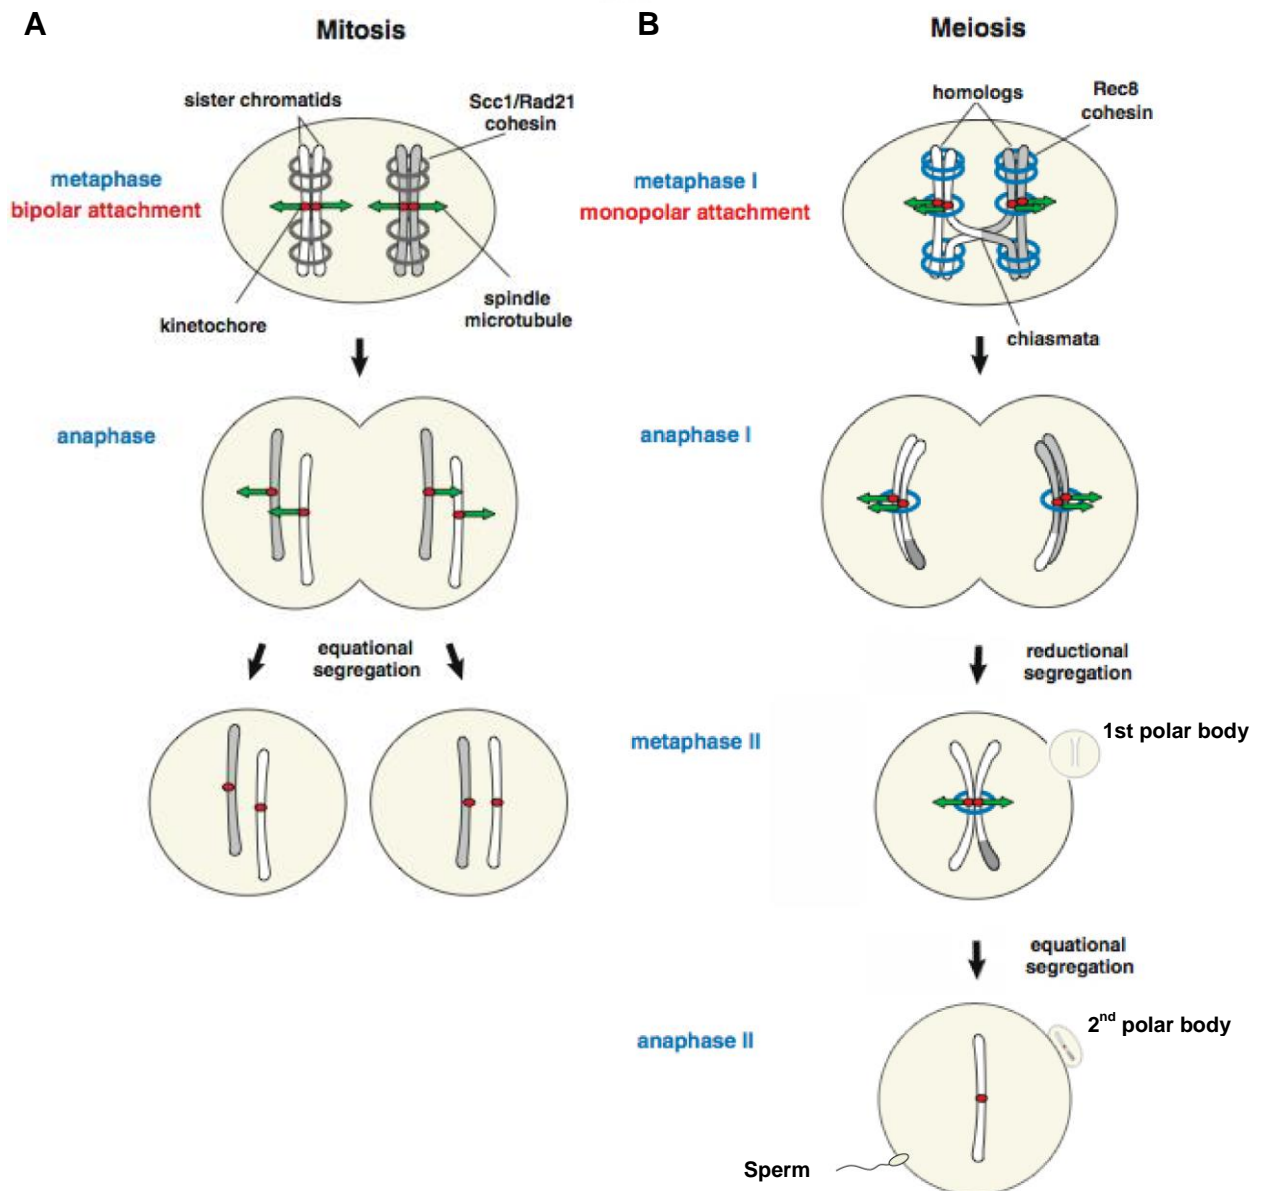 A
Mitosis
sister chromatids
Scc1/Rad21
cohesin
metaphase
bipolar attachment
kinetochore
spindle
microtubule
anaphase
equational
segregation
B
Meiosis
homologs
Rec8
cohesin
metaphase I
monopolar attachment
chiasmata
anaphase I
reductional
segregation
metaphase II
1st polar body
equational
segregation
anaphase II
2nd polar body
Sperm